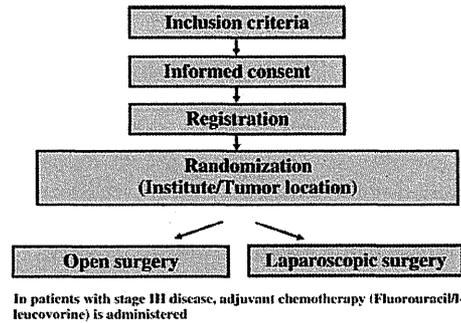 Inclusion criteria
Informed consent
Registration
Randomization
(Institute/Tumor location)
Open surgery
Laparoscopic surgery
In patients with stage III disease, adjuvant chemotherapy (Fluorouracil/l-
leucovorine) is administered